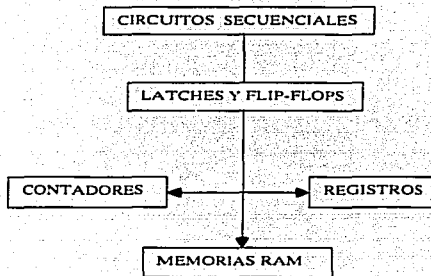 CIRCUITOS SECUENCIALES
LATCHES Y FLIP-FLOPS
CONTADORES
REGISTROS
MEMORIAS RAM